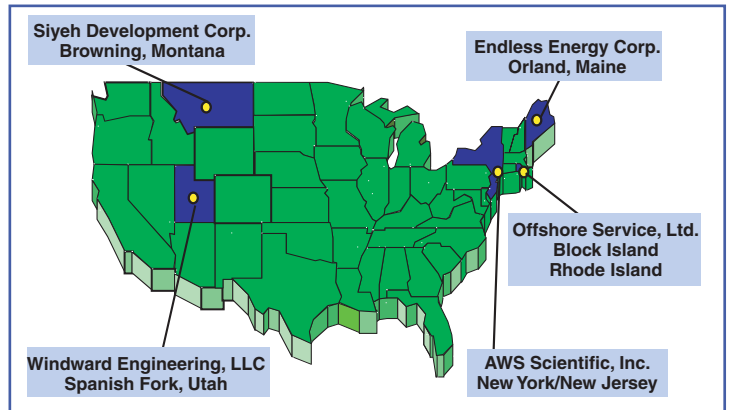 Siyeh Development Corp.
Browning, Montana
Endless Energy Corp.
Orland, Maine
Offshore Service, Ltd.
Block Island
Rhode Island
Windward Engineering, LLC
Spanish Fork, Utah
AWS Scientific, Inc.
New York/New Jersey